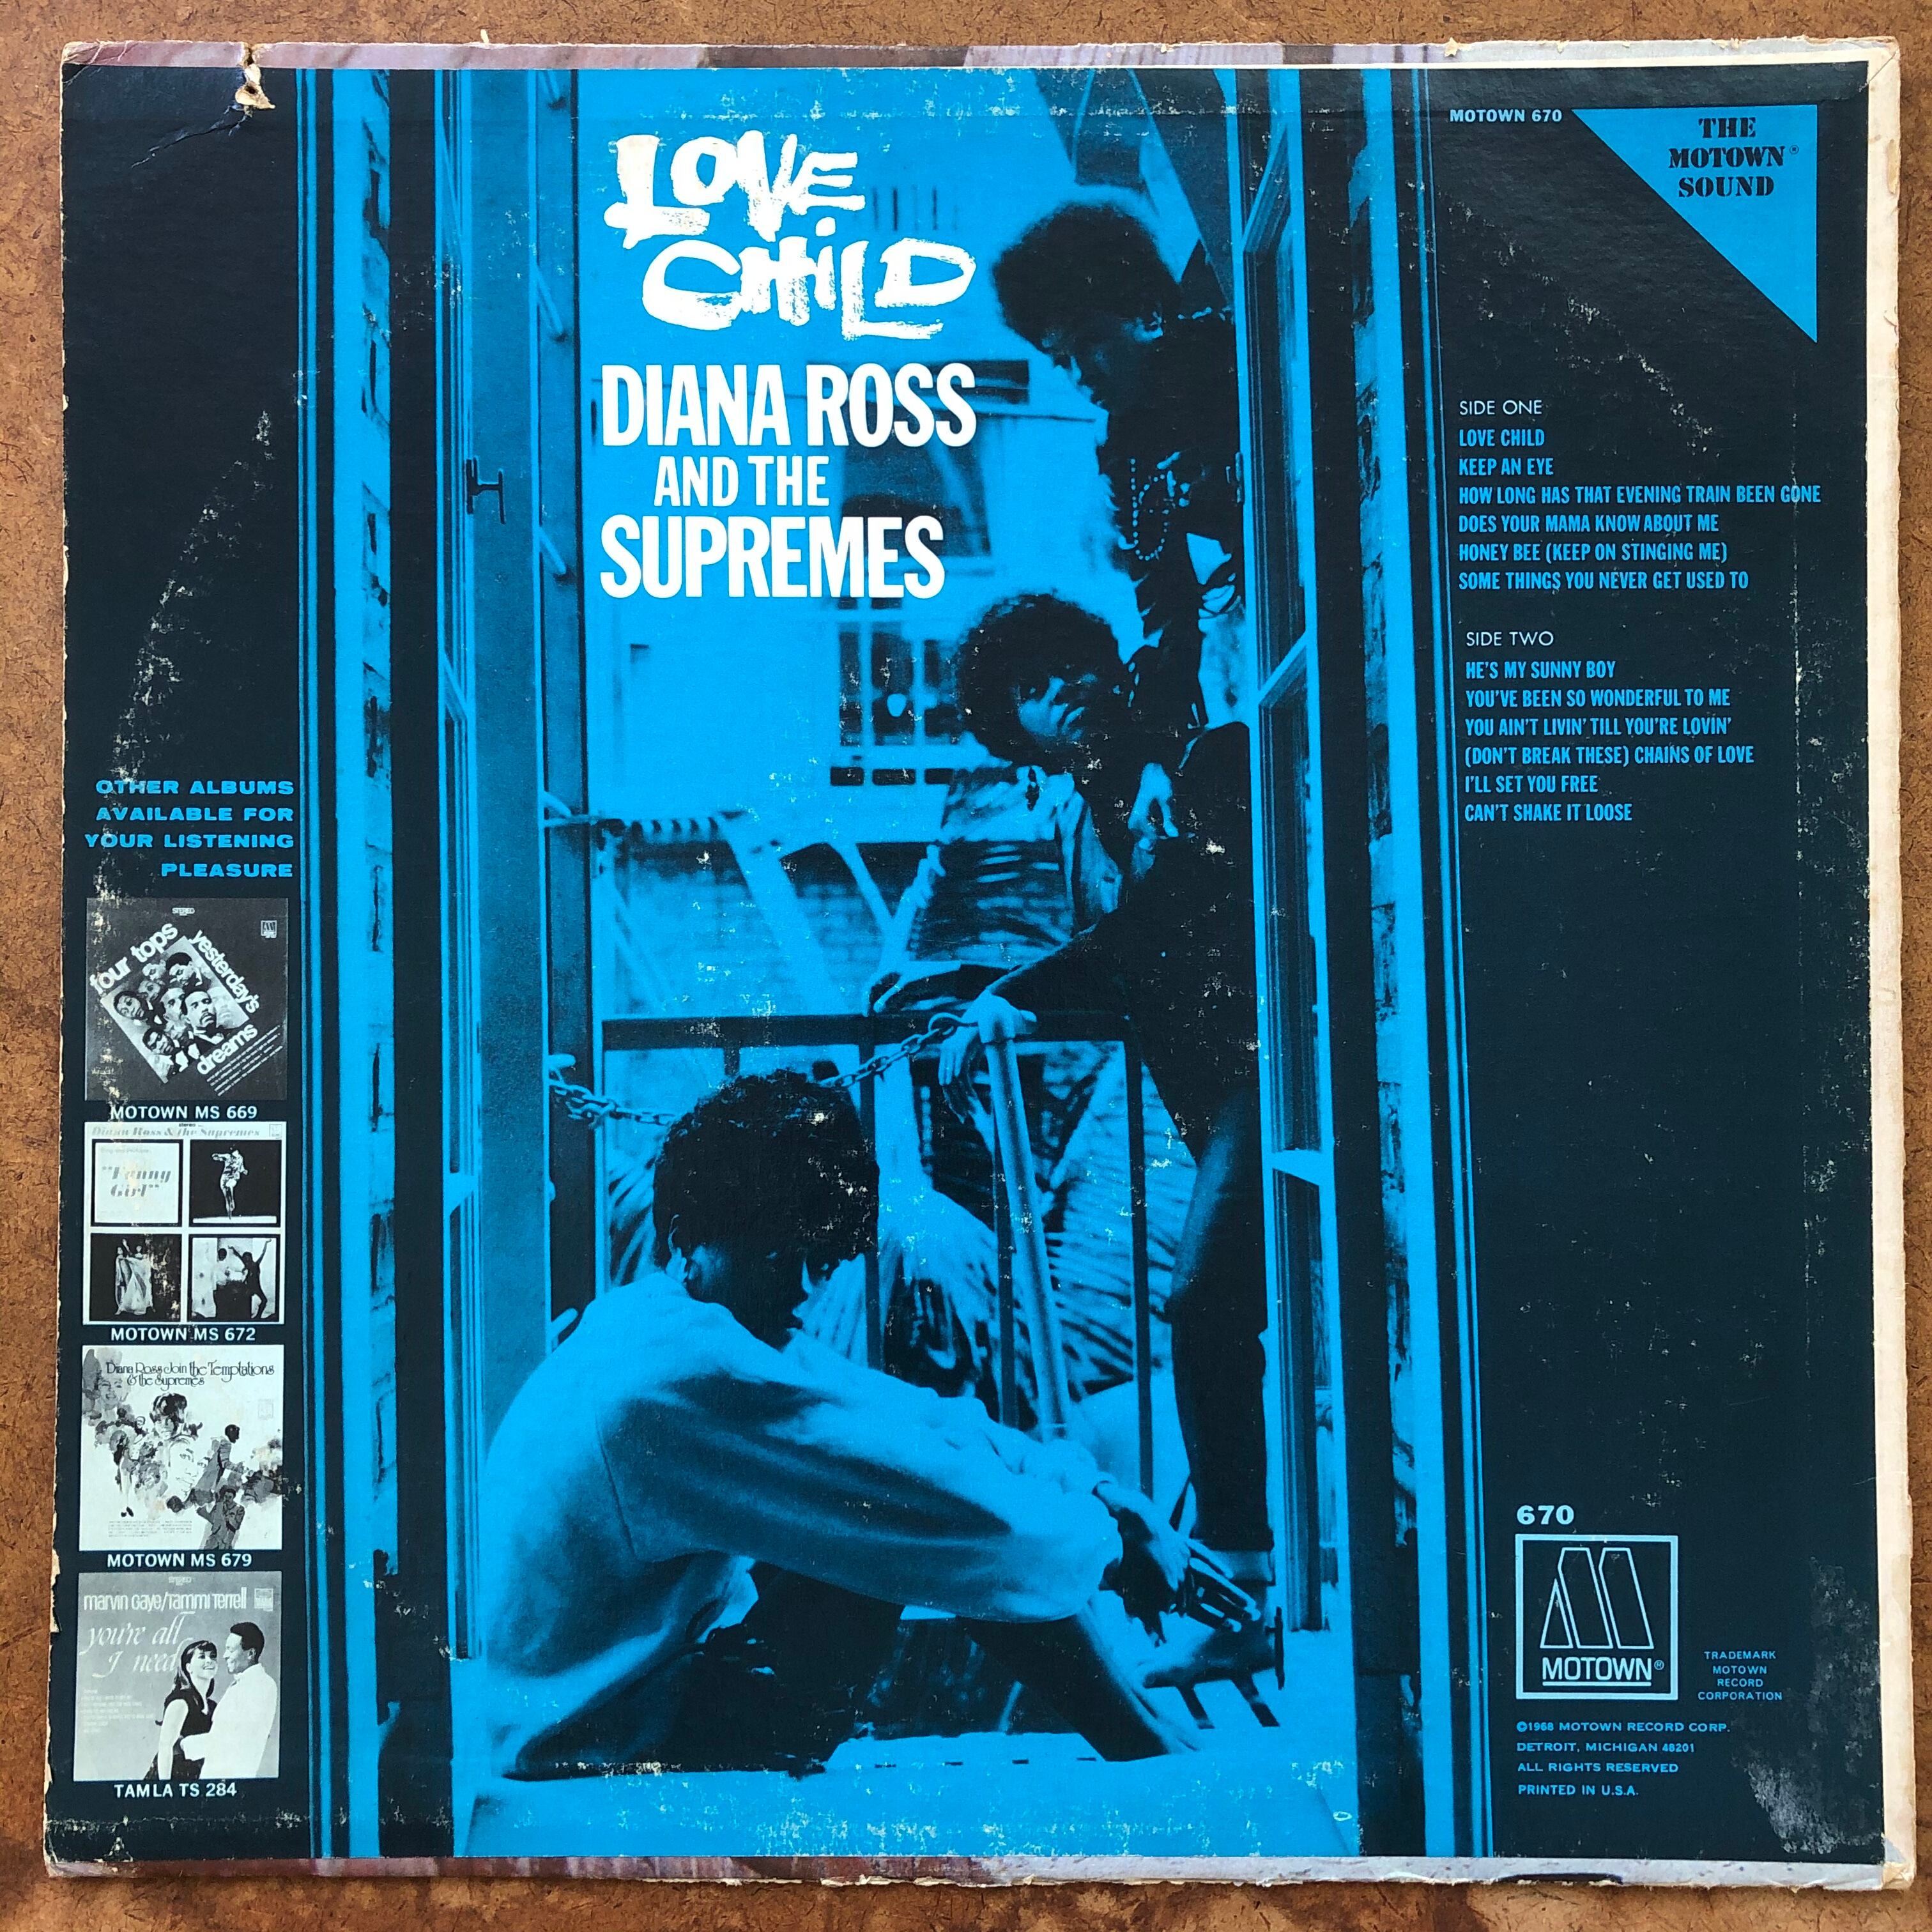 LOVE
CHILD
DIANA ROSS
AND THE
SUPREMES
MOTOWN 670
THE
MOTOWN®
SOUND
SIDE ONE
LOVE CHILD
KEEP AN EYE
HOW LONG HAS THAT EVENING TRAIN BEEN GONE
DOES YOUR MAMA KNOW ABOUT ME
HONEY BEE (KEEP ON STINGING ME)
SOME THINGS YOU NEVER GET USED TO
SIDE TWO
HE'S MY SUNNY BOY
YOU'VE BEEN SO WONDERFUL TO ME
YOU AIN'T LIVIN' TILL YOU'RE LOVIN'
(DON'T BREAK THESE) CHAINS OF LOVE
I'LL SET YOU FREE
CAN'T SHAKE IT LOOSE
OTHER ALBUMS
AVAILABLE FOR
YOUR LISTENING
PLEASURE
STEREO
four tops
yesterday's
dreams
MOTOWN MS 669
stereo
Diana Ross & the Supremes
"Funny
Girl"
MOTOWN MS 672
Diana Ross Join the Temptations
& the Supremes
MOTOWN MS 679
STEREO
marvin gaye/tammi terrell
you're all
I need
TAMLA TS 284
670
MOTOWN®
TRADEMARK
MOTOWN
RECORD
CORPORATION
©1968 MOTOWN RECORD CORP.
DETROIT, MICHIGAN 48201
ALL RIGHTS RESERVED
PRINTED IN U.S.A.